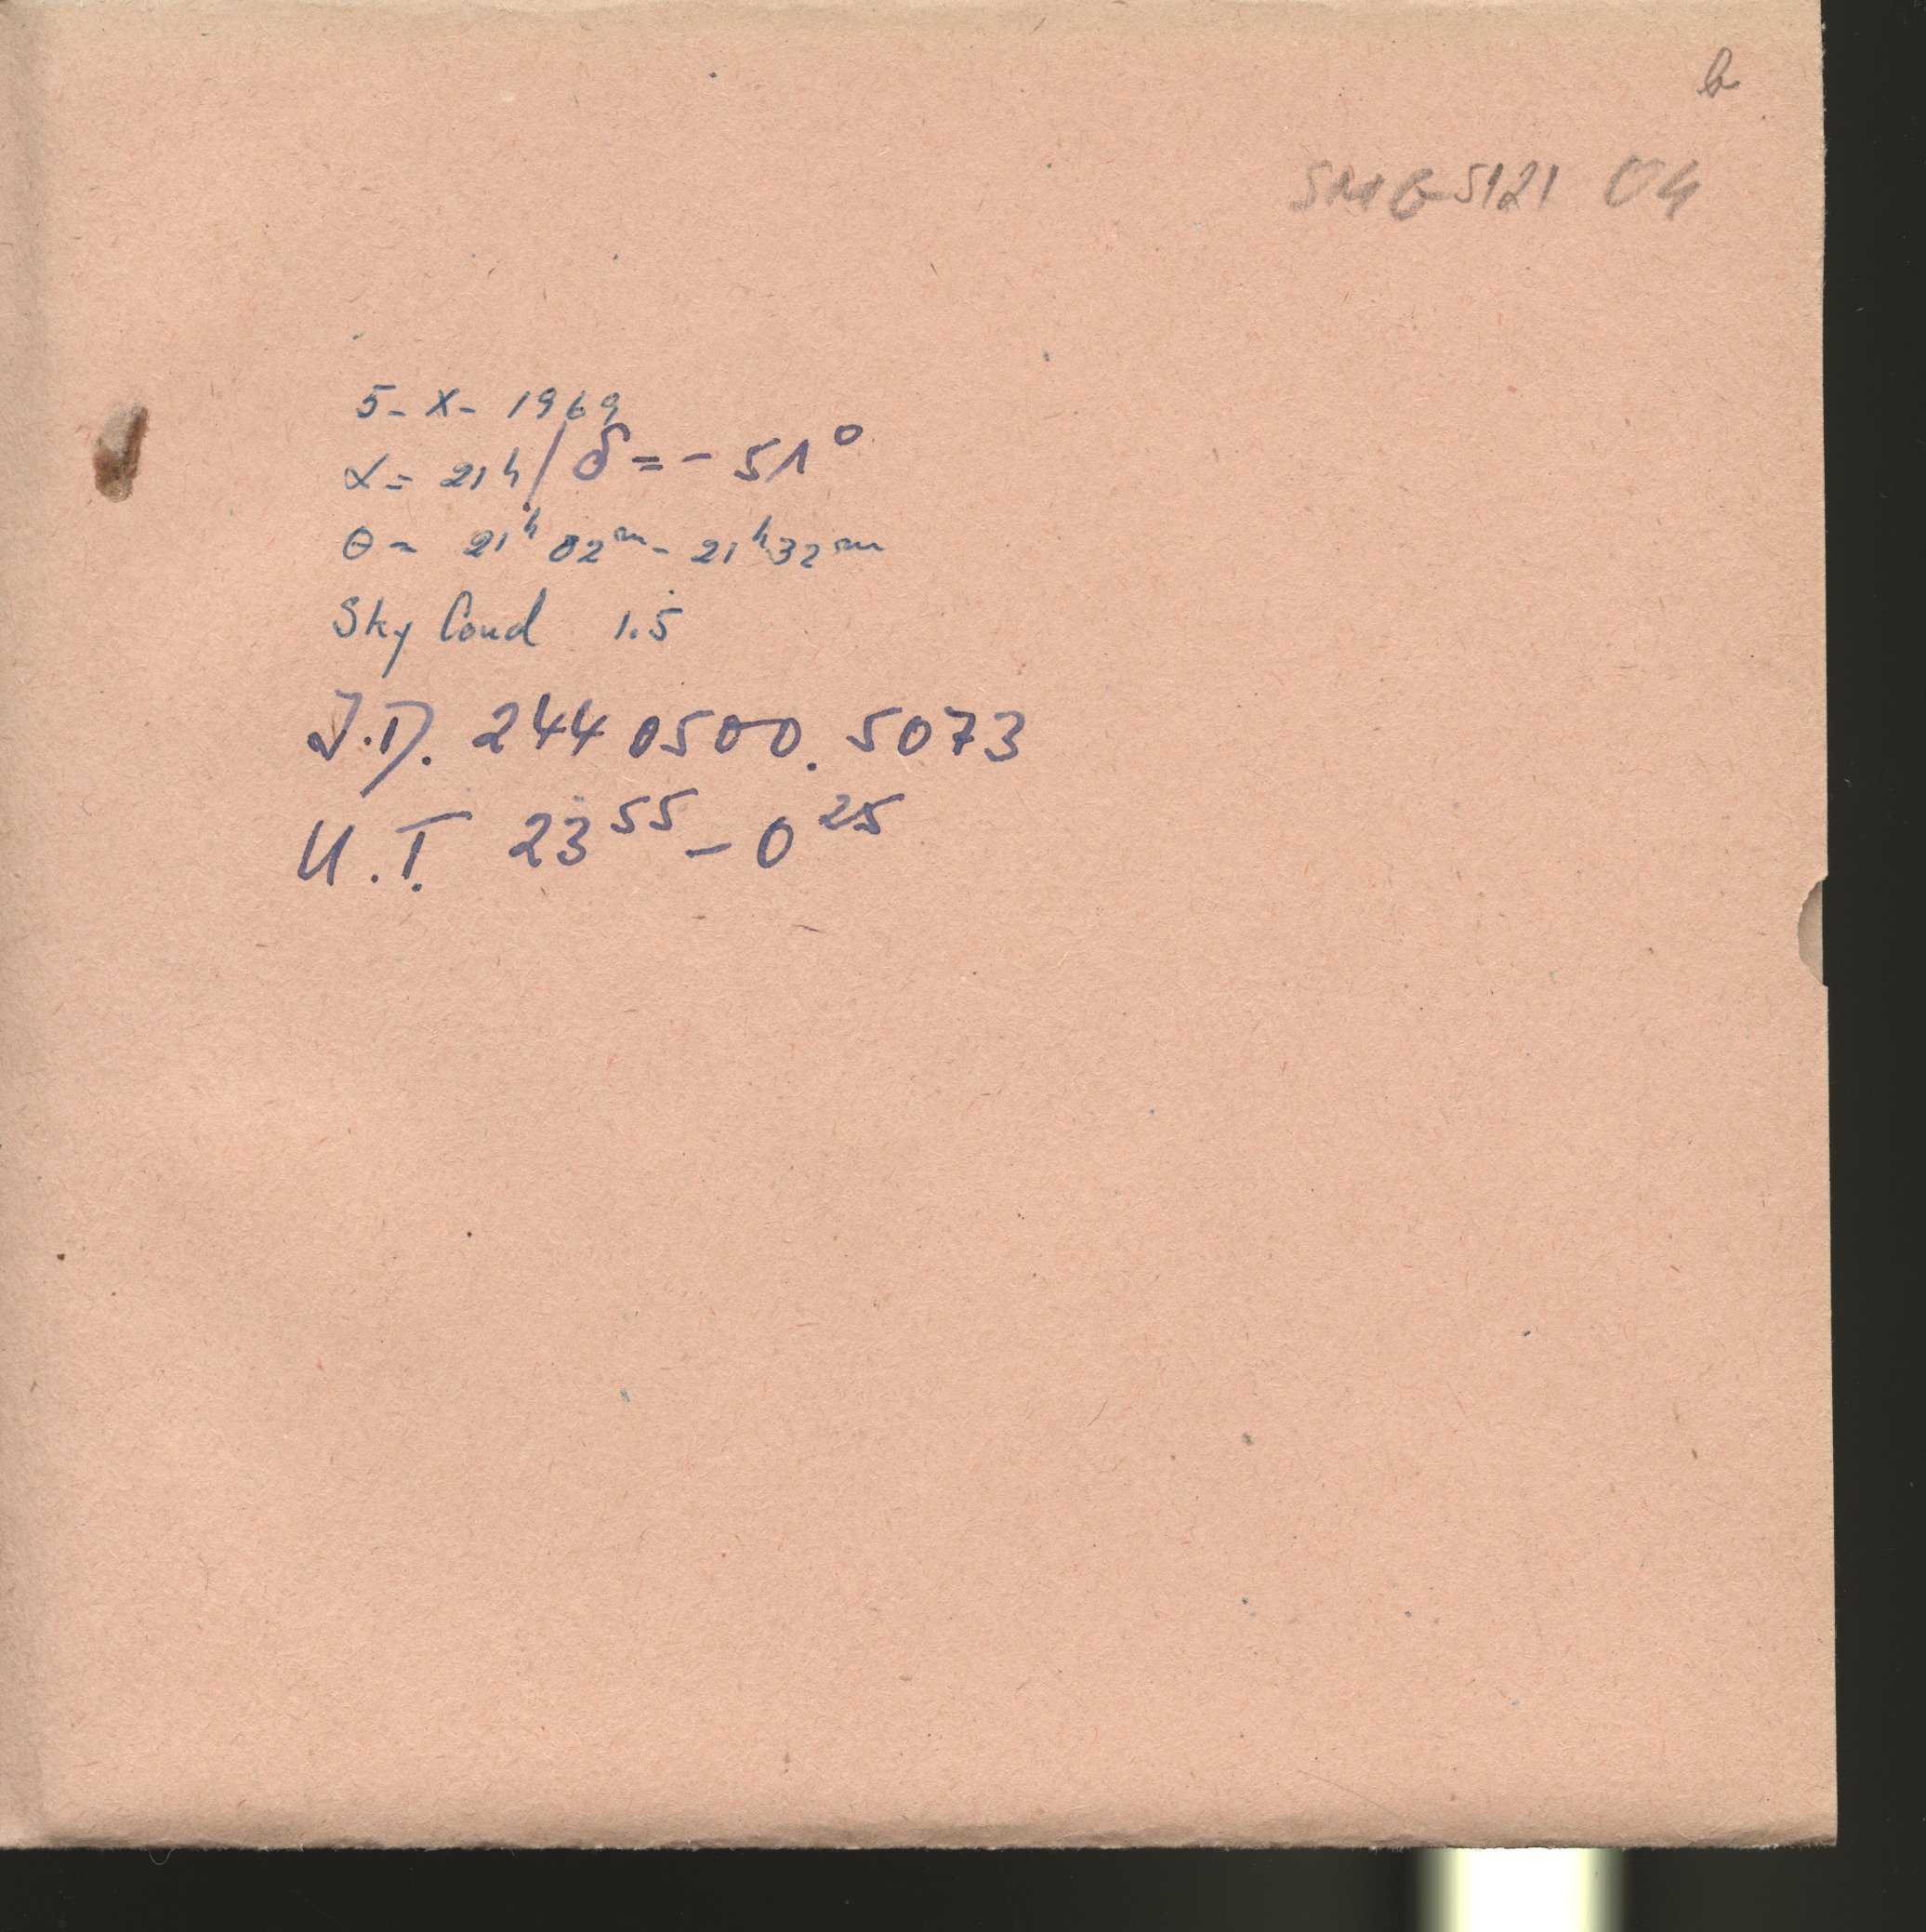 b
SMB 5121 04
5 - X - 1969
α = 21h / δ = - 51°
θ = 21h 02m - 21h 32m
Sky Cond 1.5
J.D. 2440500.5073
U.T. 23 55 - 0 25